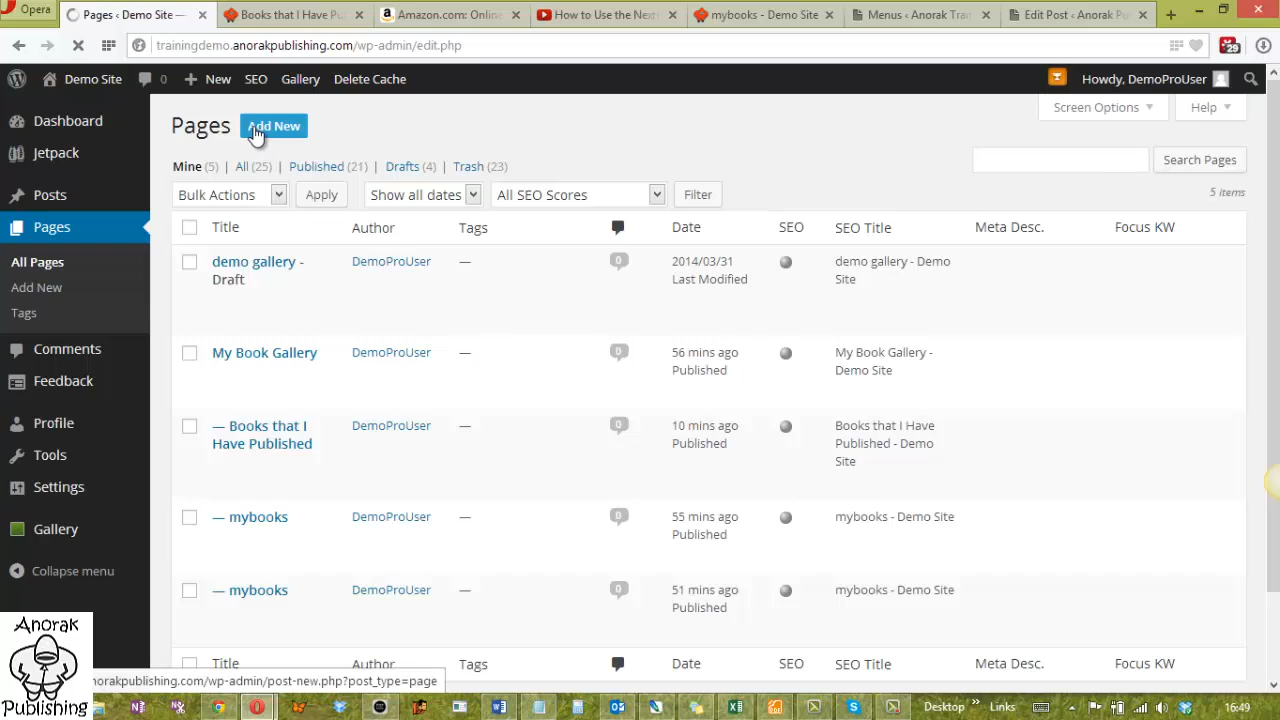 Opera
Pages ‹ Demo Site —
Books that I Have Pu
Amazon.com: Onlin
How to Use the Next
mybooks - Demo Site
Menus ‹ Anorak Tra
Edit Post ‹ Anorak Pu
trainingdemo.anorakpublishing.com/wp-admin/edit.php
29
Demo Site
0
New
SEO
Gallery
Delete Cache
Howdy, DemoProUser
Dashboard
Jetpack
Posts
Pages
All Pages
Add New
Tags
Comments
Feedback
Profile
Tools
Settings
Gallery
Collapse menu
Pages
Add New
Screen Options
Help
Mine (5) | All (25) | Published (21) | Drafts (4) | Trash (23)
Search Pages
Bulk Actions
Apply
Show all dates
All SEO Scores
Filter
5 items
Title Author Tags Date SEO SEO Title Meta Desc. Focus KW
demo gallery - Draft
DemoProUser
—
0
2014/03/31
Last Modified
demo gallery - Demo Site
My Book Gallery
DemoProUser
—
0
56 mins ago
Published
My Book Gallery - Demo Site
— Books that I Have Published
DemoProUser
—
0
10 mins ago
Published
Books that I Have Published - Demo Site
— mybooks
DemoProUser
—
0
55 mins ago
Published
mybooks - Demo Site
— mybooks
DemoProUser
—
0
51 mins ago
Published
mybooks - Demo Site
Title Author Tags Date SEO SEO Title Meta Desc. Focus KW
Anorak
Publishing
norakpublishing.com/wp-admin/post-new.php?post_type=page
Desktop
Links
16:49